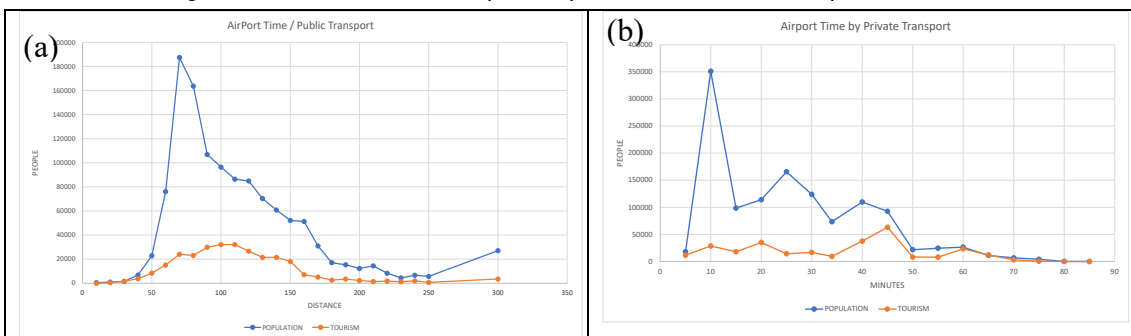 (a)
AirPort Time / Public Transport
200000
180000
160000
140000
120000
100000
80000
60000
40000
20000
0
PEOPLE
0 50 100 150 200 250 300 350
DISTANCE
POPULATION TOURISM
(b)
Airport Time by Private Transport
400000
350000
300000
250000
200000
150000
100000
50000
0
PEOPLE
0 10 20 30 40 50 60 70 80 90
MINUTES
POPULATION TOURISM